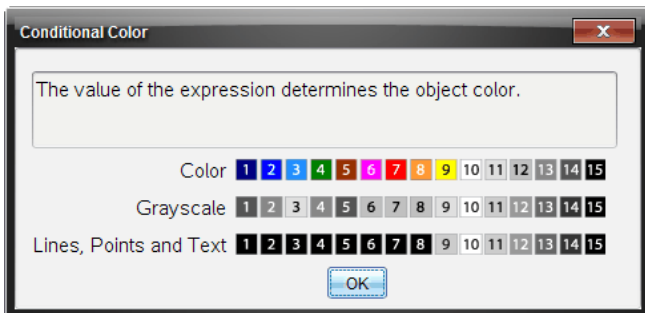 Conditional Color
The value of the expression determines the object color.
Color 1 2 3 4 5 6 7 8 9 10 11 12 13 14 15
Grayscale 1 2 3 4 5 6 7 8 9 10 11 12 13 14 15
Lines, Points and Text 1 2 3 4 5 6 7 8 9 10 11 12 13 14 15
OK